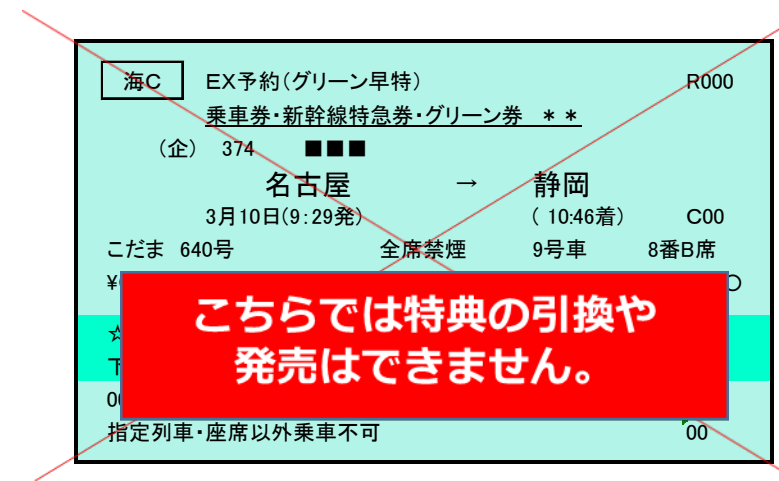 海C EX予約(グリーン早特) R000
乗車券・新幹線特急券・グリーン券 **
(企) 374 ■■■
名古屋 → 静岡
3月10日(9:29発) (10:46着) C00
こだま 640号 全席禁煙 9号車 8番B席
¥
こちらでは特典の引換や
発売はできません。
☆
00
指定列車・座席以外乗車不可 00